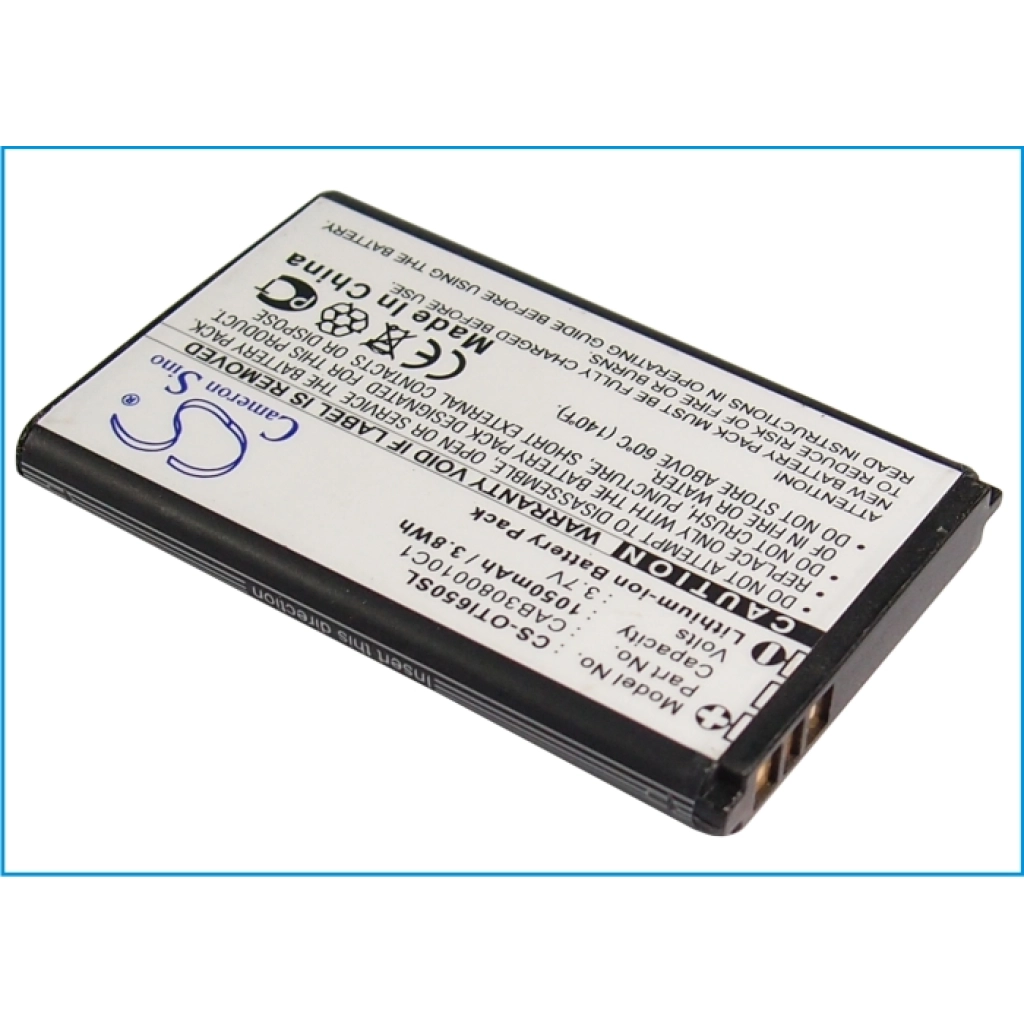 Cameron Sino ®
Model No. : CS-OTI650SL
Part No. : CAB3080010C1
Capacity : 1050mAh / 3.8Wh
Volts : 3.7V
Lithium-Ion Battery Pack
CAUTION WARRANTY VOID IF LABEL IS REMOVED
• DO NOT ATTEMPT TO DISASSEMBLE, OPEN OR SERVICE THE BATTERY PACK
• REPLACE ONLY WITH THE BATTERY PACK DESIGNATED FOR THIS PRODUCT.
• DO NOT CRUSH, PUNCTURE, SHORT EXTERNAL CONTACTS OR DISPOSE
OF IN FIRE OR WATER.
• DO NOT STORE ABOVE 60°C (140°F).
ATTENTION!
NEW BATTERY PACK MUST BE FULLY CHARGED BEFORE USE.
TO REDUCE RISK OF FIRE OR BURNS.
READ INSTRUCTIONS IN OPERATING GUIDE BEFORE USING THE BATTERY.
CE
Made In China
Insert this direction